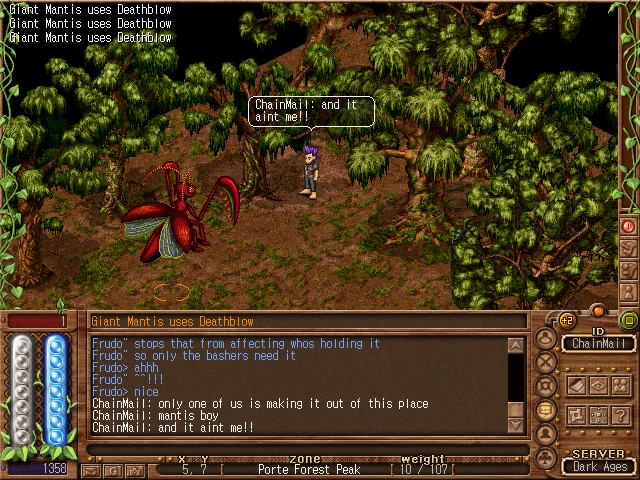 Giant Mantis uses Deathblow
Giant Mantis uses Deathblow
Giant Mantis uses Deathblow
ChainMail: and it
aint me!!
1
Giant Mantis uses Deathblow
+2
ID
ChainMail
Frudo" stops that from affecting whos holding it
Frudo" so only the bashers need it
Frudo> ahhh
Frudo" ^^!!!
Frudo> nice
ChainMail: only one of us is making it out of this place
ChainMail: mantis boy
ChainMail: and it aint me!!
?
1358
G
X Y
5, 7
zone
Porte Forest Peak
weight
10 / 107
SERVER
Dark Ages